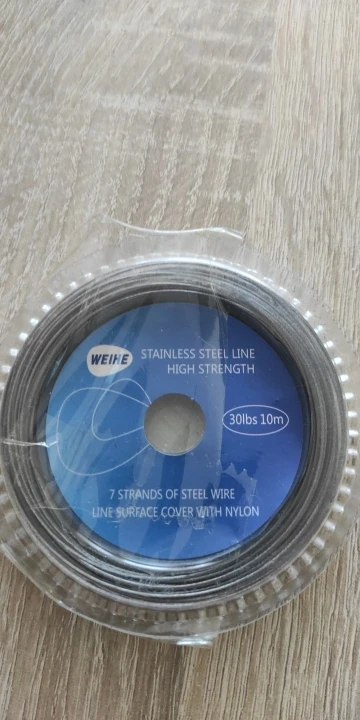 WEIHE
STAINLESS STEEL LINE
HIGH STRENGTH
30lbs 10m
7 STRANDS OF STEEL WIRE
LINE SURFACE COVER WITH NYLON